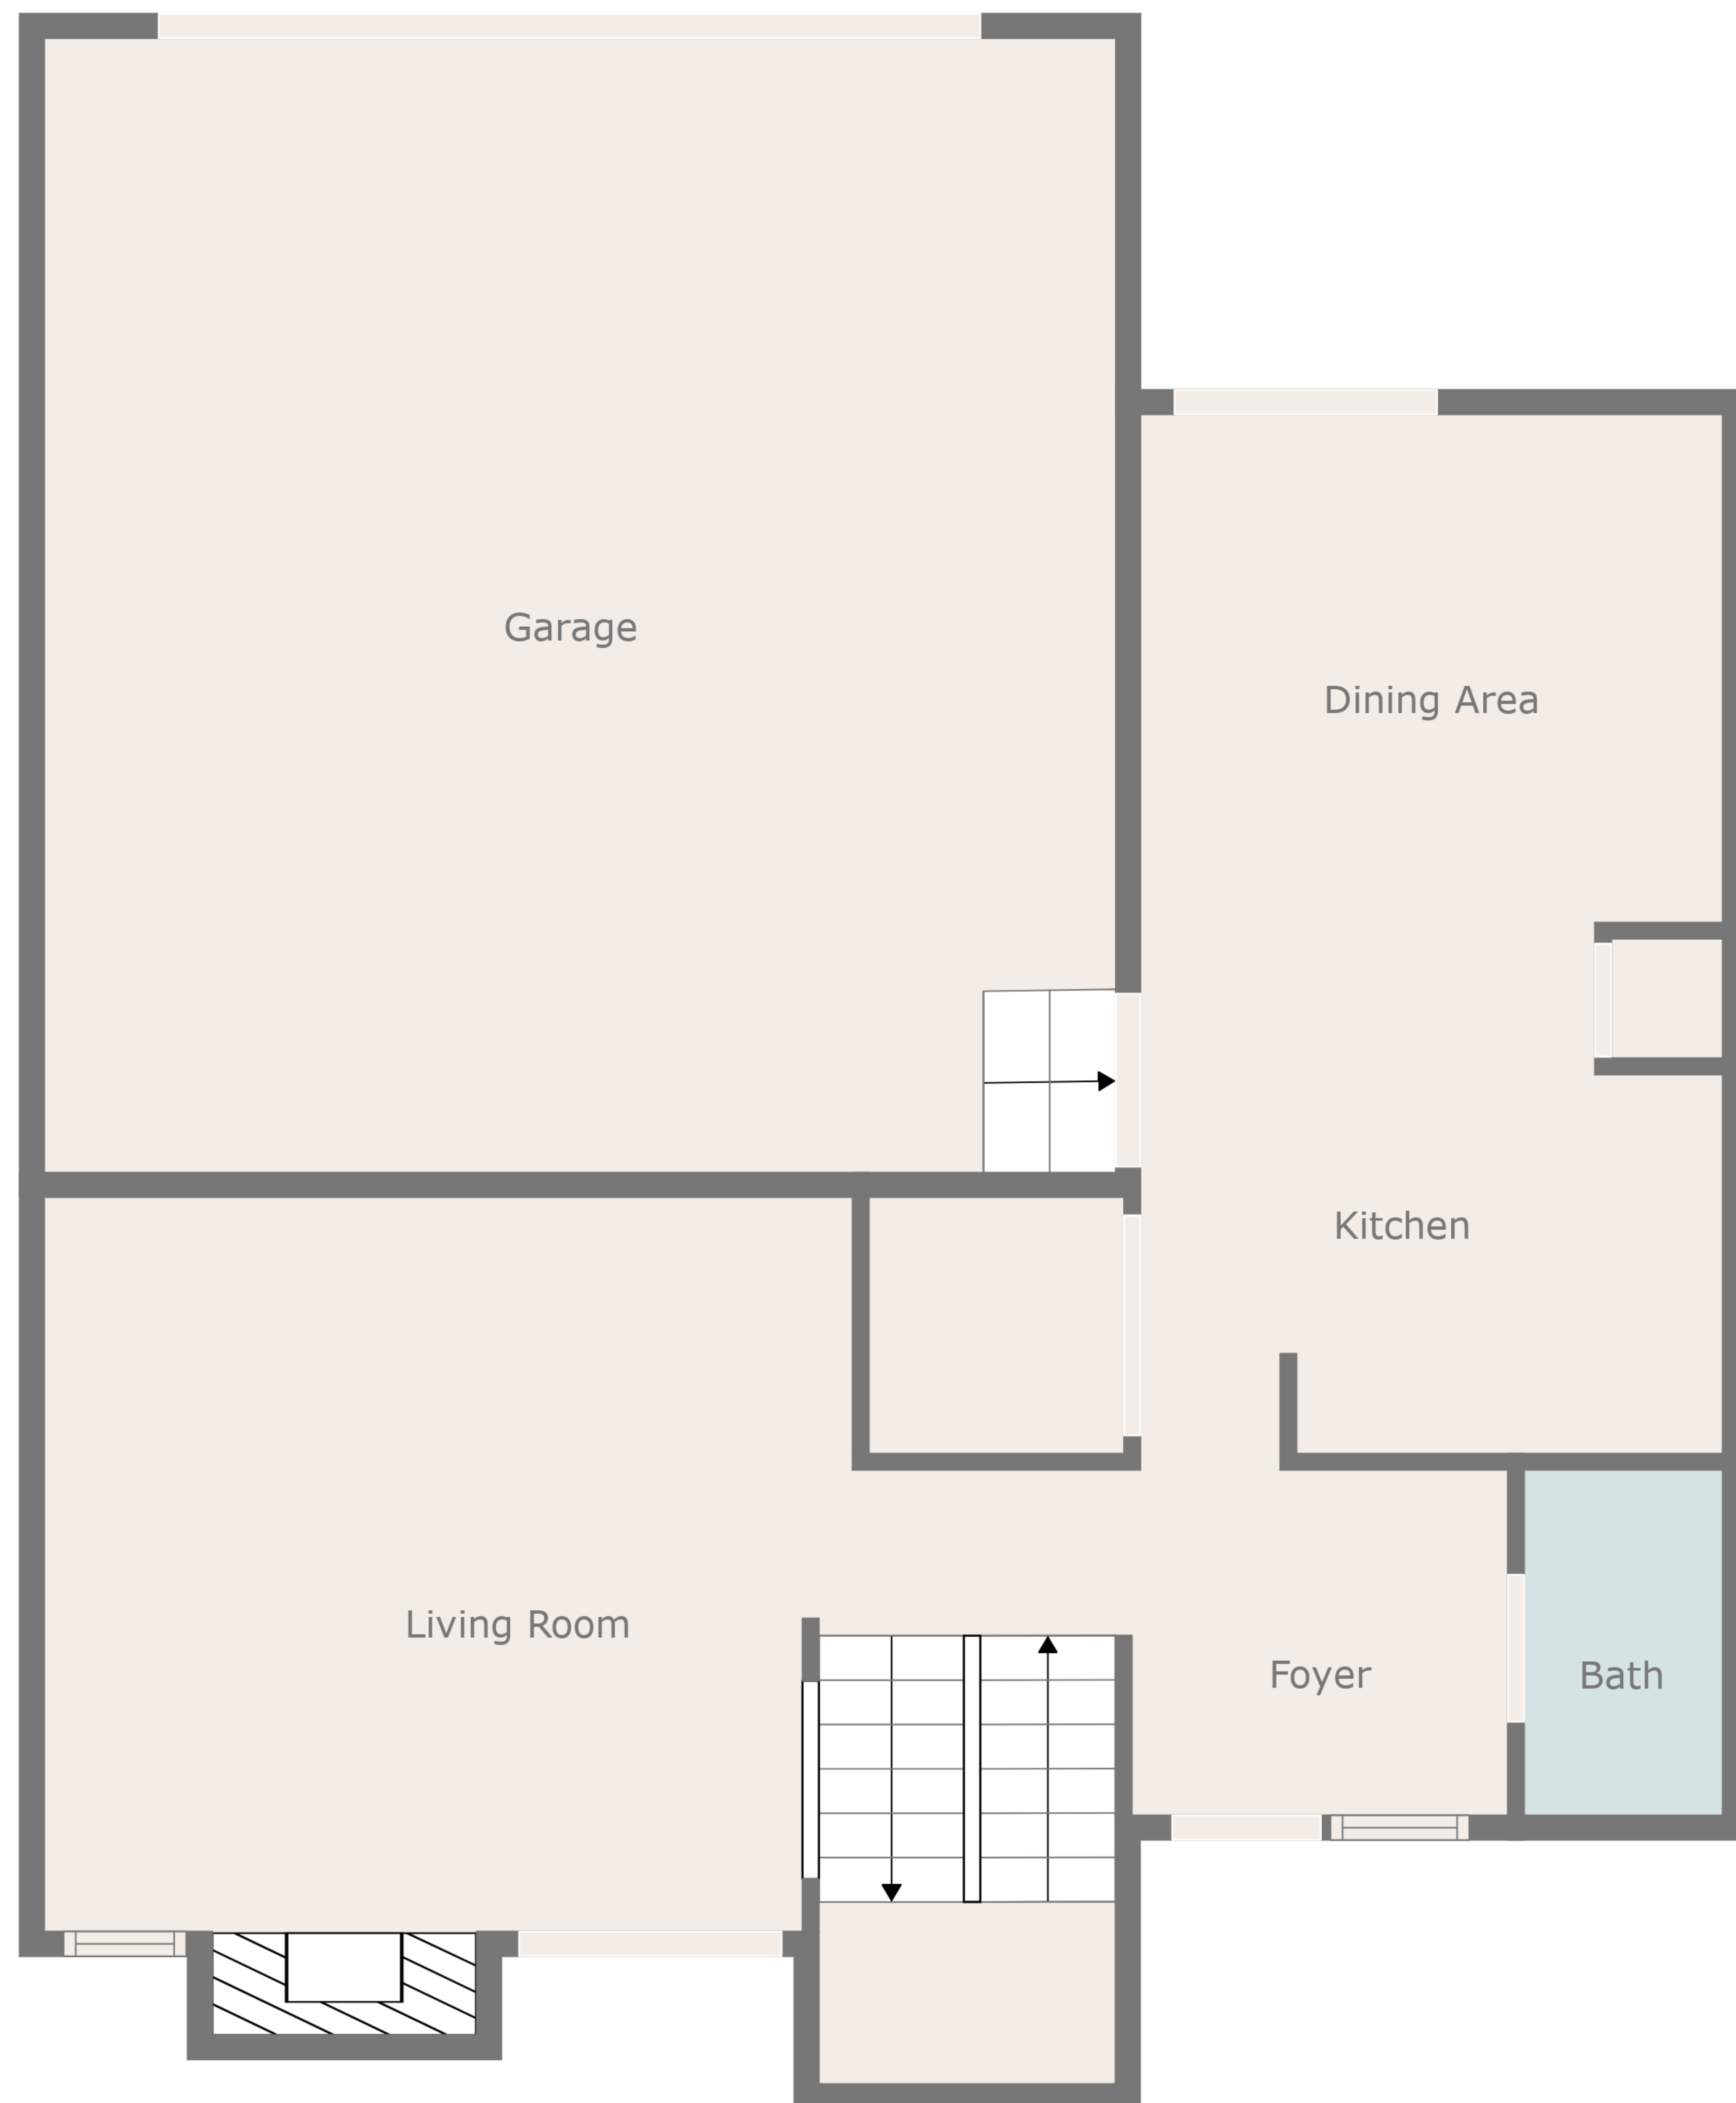 Garage
Dining Area
Kitchen
Living Room
Foyer
Bath